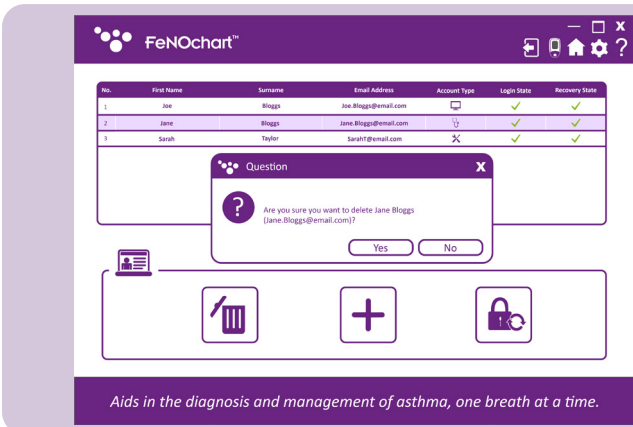 FeNOchart™
No. First Name Surname Email Address Account Type Login State Recovery State
1 Joe Bloggs Joe.Bloggs@email.com
2 Jane Bloggs Jane.Bloggs@email.com
3 Sarah Taylor SarahT@email.com
Question
Are you sure you want to delete Jane Bloggs
(Jane.Bloggs@email.com)?
Yes No
Aids in the diagnosis and management of asthma, one breath at a time.